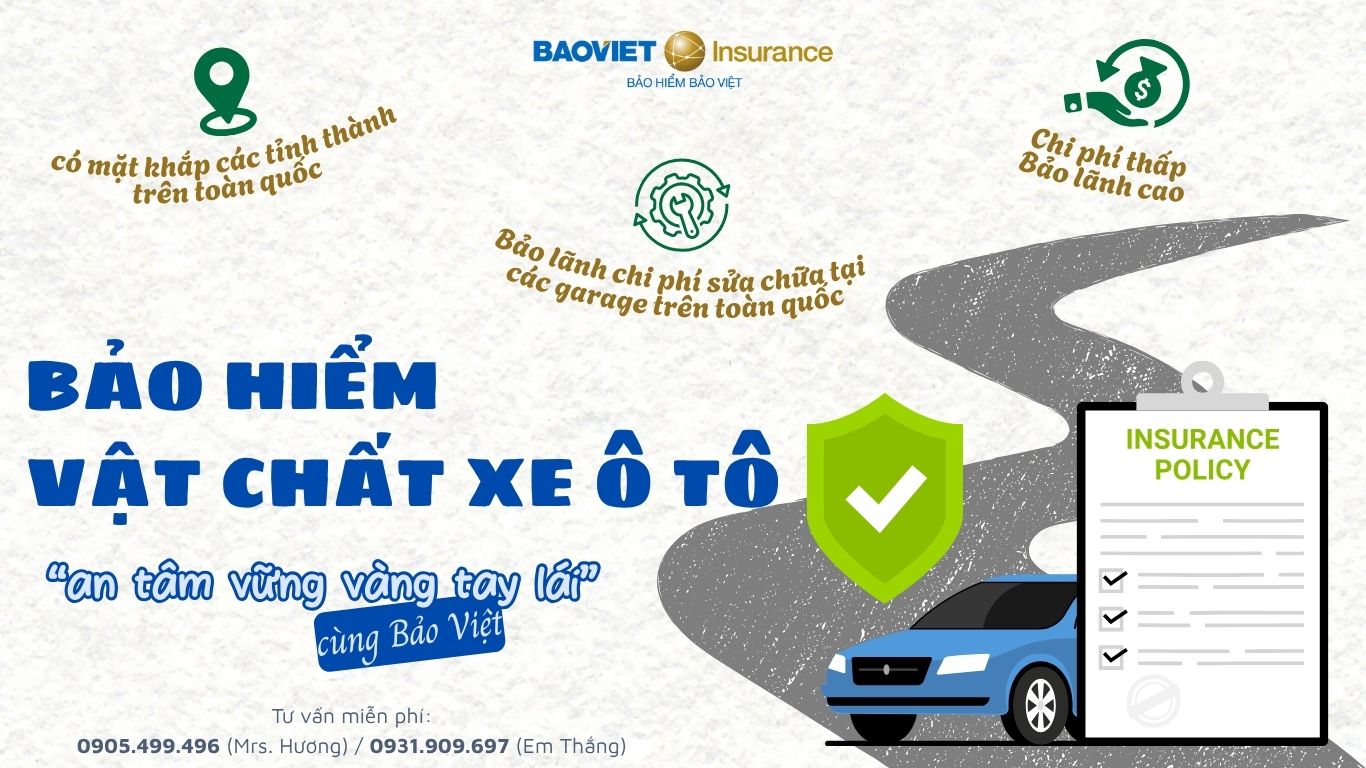 BAOVIET Insurance
BẢO HIỂM BẢO VIỆT
có mặt khắp các tỉnh thành
trên toàn quốc
Chi phí thấp
Bảo lãnh cao
Bảo lãnh chi phí sửa chữa tại
các garage trên toàn quốc
BẢO HIỂM
VẬT CHẤT XE Ô TÔ
“an tâm vững vàng tay lái”
cùng Bảo Việt
INSURANCE
POLICY
Tư vấn miễn phí:
0905.499.496 (Mrs. Hương) / 0931.909.697 (Em Thắng)